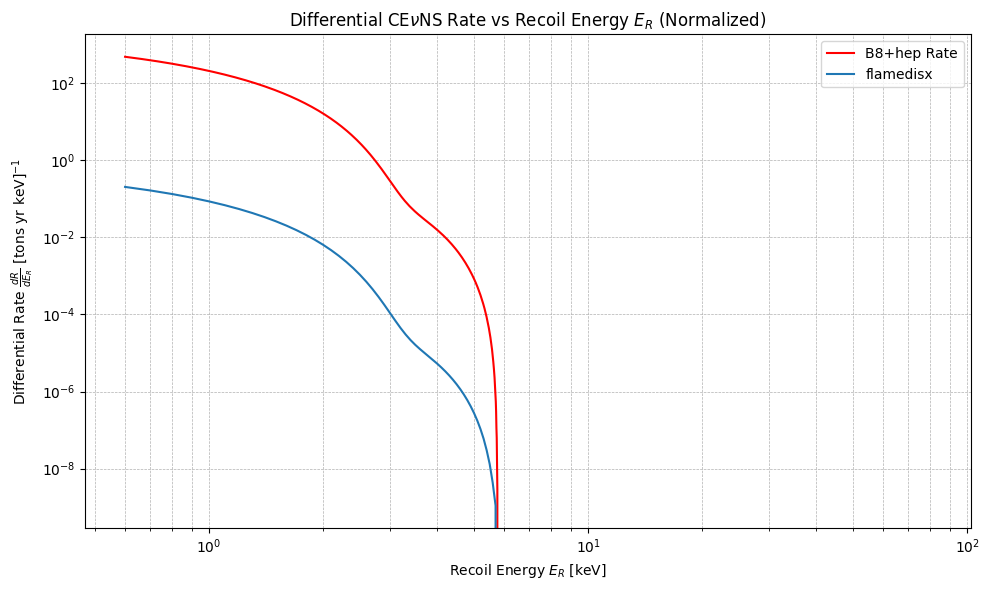 Differential CEνNS Rate vs Recoil Energy E_R (Normalized)
B8+hep Rate
flamedisx
Differential Rate dR/dE_R [tons yr keV]^−1
10^2
10^0
10^−2
10^−4
10^−6
10^−8
10^0
10^1
10^2
Recoil Energy E_R [keV]